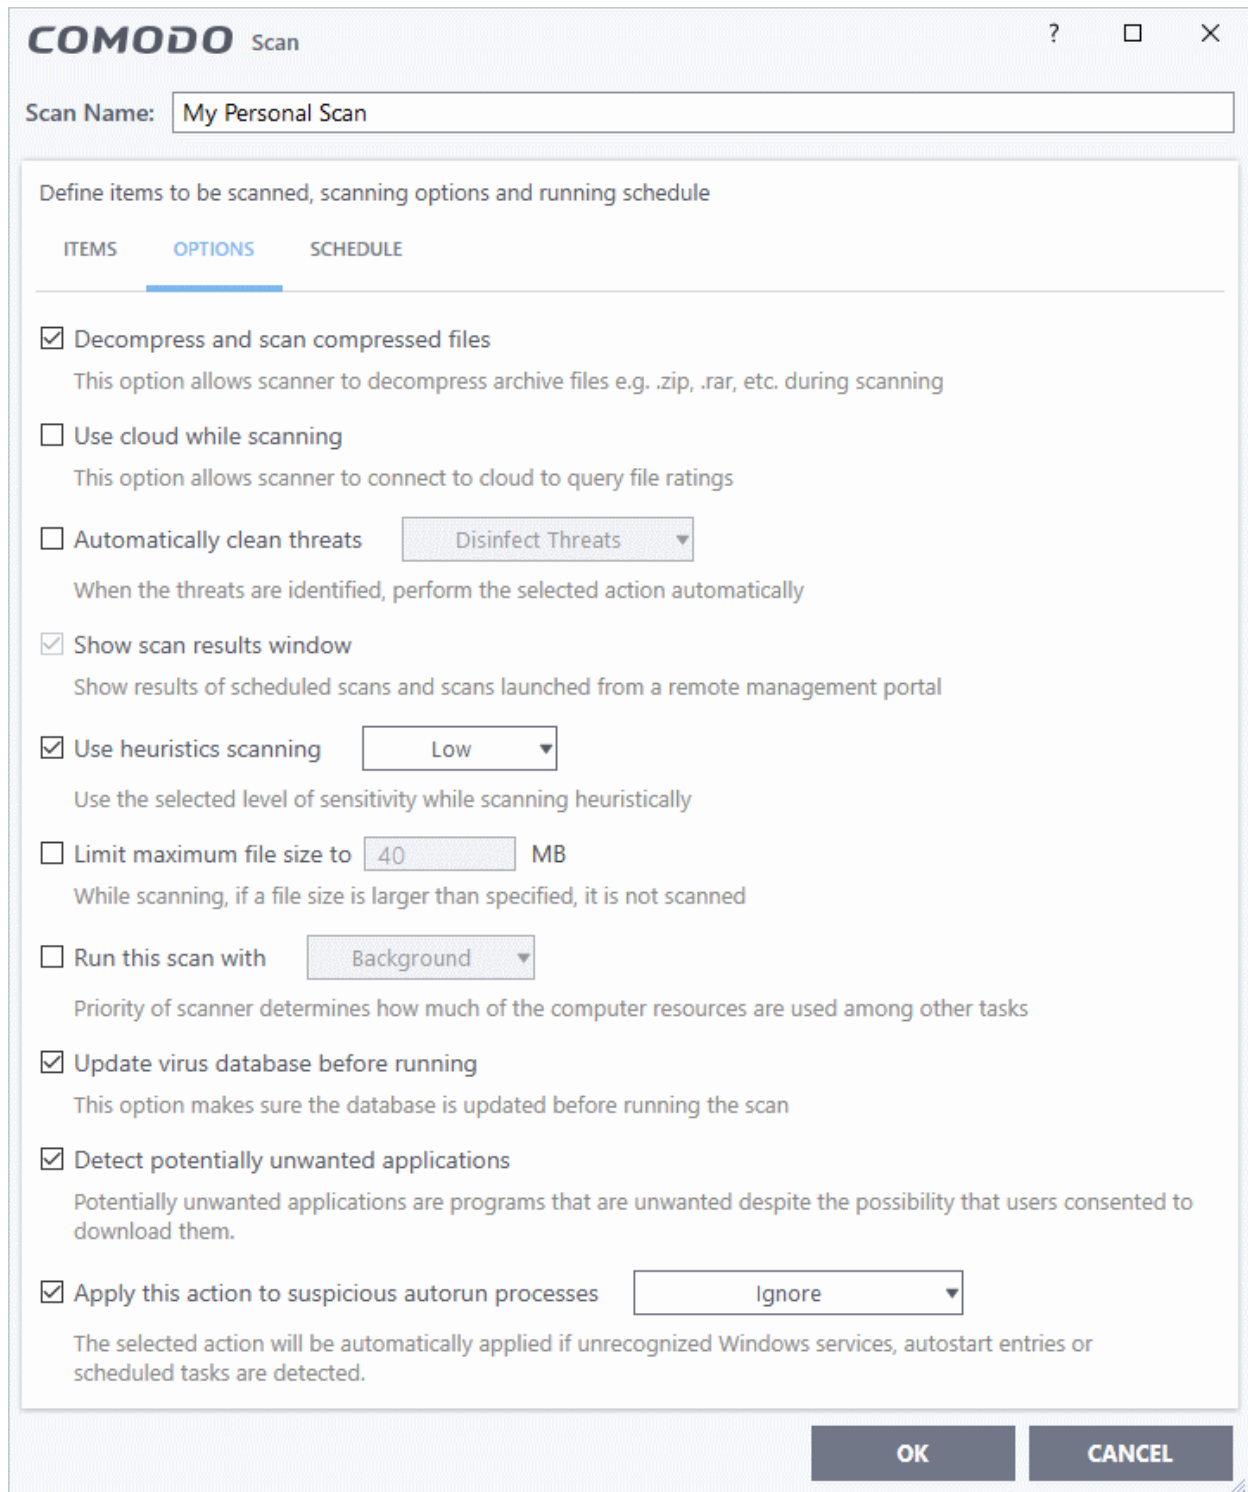 COMODO Scan ?
Scan Name: My Personal Scan
Define items to be scanned, scanning options and running schedule
ITEMS OPTIONS SCHEDULE
Decompress and scan compressed files
This option allows scanner to decompress archive files e.g. .zip, .rar, etc. during scanning
Use cloud while scanning
This option allows scanner to connect to cloud to query file ratings
Automatically clean threats Disinfect Threats
When the threats are identified, perform the selected action automatically
Show scan results window
Show results of scheduled scans and scans launched from a remote management portal
Use heuristics scanning Low
Use the selected level of sensitivity while scanning heuristically
Limit maximum file size to 40 MB
While scanning, if a file size is larger than specified, it is not scanned
Run this scan with Background
Priority of scanner determines how much of the computer resources are used among other tasks
Update virus database before running
This option makes sure the database is updated before running the scan
Detect potentially unwanted applications
Potentially unwanted applications are programs that are unwanted despite the possibility that users consented to
download them.
Apply this action to suspicious autorun processes Ignore
The selected action will be automatically applied if unrecognized Windows services, autostart entries or
scheduled tasks are detected.
OK CANCEL